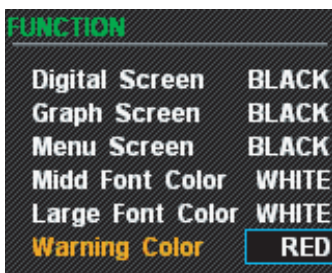 FUNCTION
Digital Screen BLACK
Graph Screen BLACK
Menu Screen BLACK
Midd Font Color WHITE
Large Font Color WHITE
Warning Color RED